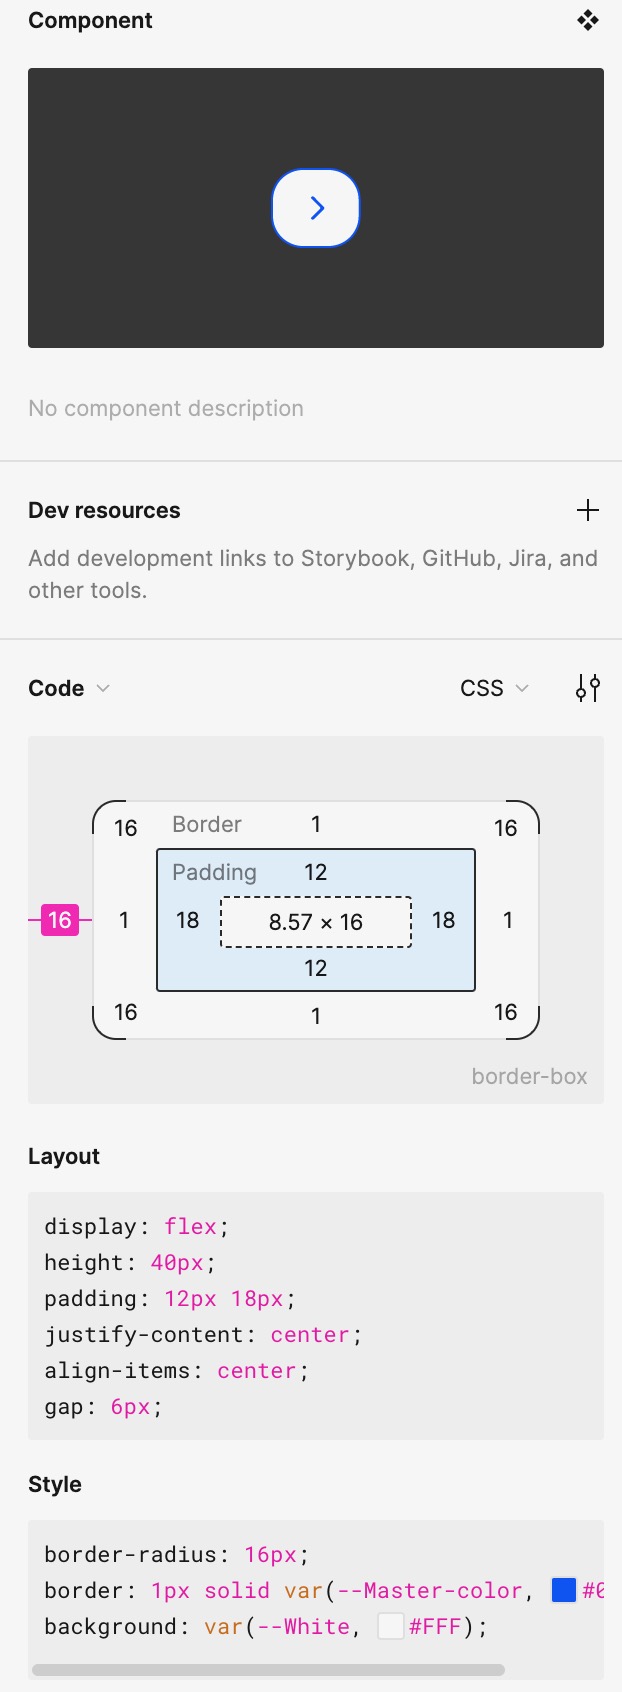 Component
No component description
Dev resources
Add development links to Storybook, GitHub, Jira, and
other tools.
Code
CSS
16
Border
1
16
Padding
12
16
1
18
8.57 × 16
18
1
12
16
1
16
border-box
Layout
display: flex;
height: 40px;
padding: 12px 18px;
justify-content: center;
align-items: center;
gap: 6px;
Style
border-radius: 16px;
border: 1px solid var(--Master-color, #0
background: var(--White, #FFF);